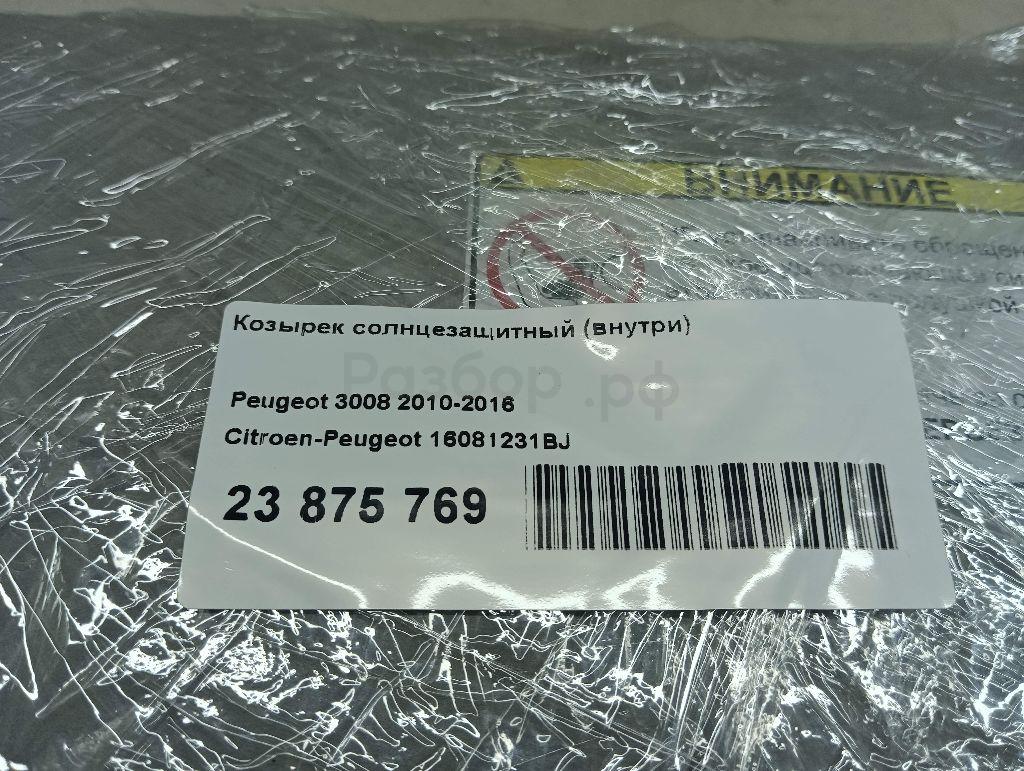 ВНИМАНИЕ
Козырек солнцезащитный (внутри)
Разбор.рф
Peugeot 3008 2010-2016
Citroen-Peugeot 16081231BJ
23 875 769